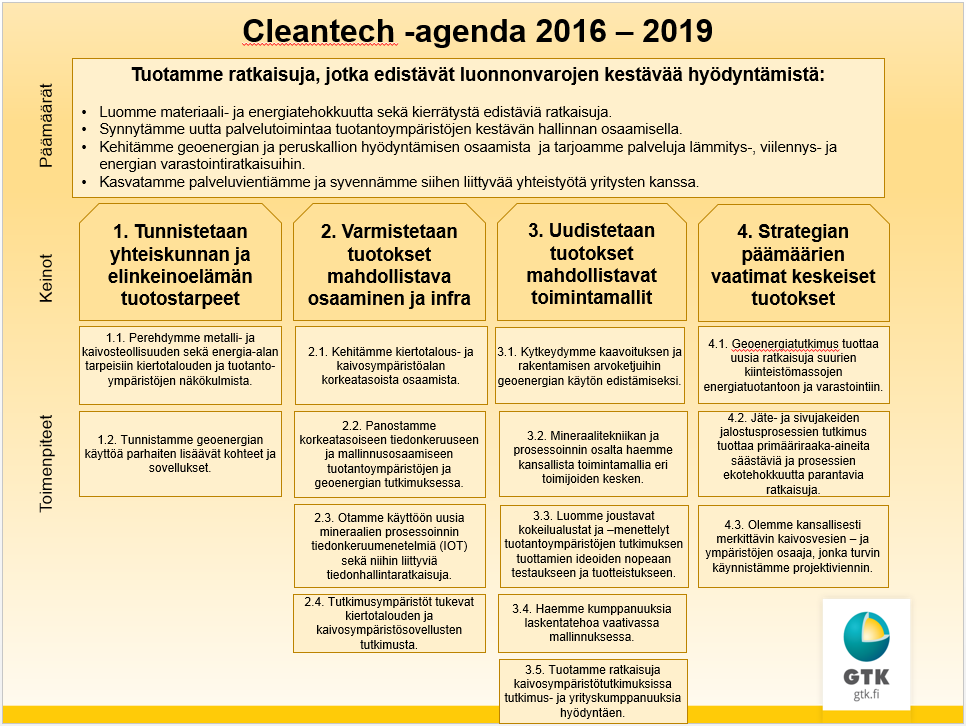 Cleantech -agenda 2016 – 2019
Päämäärät
Tuotamme ratkaisuja, jotka edistävät luonnonvarojen kestävää hyödyntämistä:
• Luomme materiaali- ja energiatehokkuutta sekä kierrätystä edistäviä ratkaisuja.
• Synnytämme uutta palvelutoimintaa tuotantoympäristöjen kestävän hallinnan osaamisella.
• Kehitämme geoenergian ja peruskallion hyödyntämisen osaamista ja tarjoamme palveluja lämmitys-, viilennys- ja
energian varastointiratkaisuihin.
• Kasvatamme palveluvientiämme ja syvennämme siihen liittyvää yhteistyötä yritysten kanssa.
Keinot
1. Tunnistetaan
yhteiskunnan ja
elinkeinoelämän
tuotostarpeet
2. Varmistetaan
tuotokset
mahdollistava
osaaminen ja infra
3. Uudistetaan
tuotokset
mahdollistavat
toimintamallit
4. Strategian
päämäärien
vaatimat keskeiset
tuotokset
Toimenpiteet
1.1. Perehdymme metalli- ja
kaivosteollisuuden sekä energia-alan
tarpeisiin kiertotalouden ja tuotanto-
ympäristöjen näkökulmista.
1.2. Tunnistamme geoenergian
käyttöä parhaiten lisäävät kohteet ja
sovellukset.
2.1. Kehitämme kiertotalous- ja
kaivosympäristöalan
korkeatasoista osaamista.
2.2. Panostamme
korkeatasoiseen tiedonkeruuseen
ja mallinnusosaamiseen
tuotantoympäristöjen ja
geoenergian tutkimuksessa.
2.3. Otamme käyttöön uusia
mineraalien prosessoinnin
tiedonkeruumenetelmiä (IOT)
sekä niihin liittyviä
tiedonhallintaratkaisuja.
2.4. Tutkimusympäristöt tukevat
kiertotalouden ja
kaivosympäristösovellusten
tutkimusta.
3.1. Kytkeydymme kaavoituksen ja
rakentamisen arvoketjuihin
geoenergian käytön edistämiseksi.
3.2. Mineraalitekniikan ja
prosessoinnin osalta haemme
kansallista toimintamallia eri
toimijoiden kesken.
3.3. Luomme joustavat
kokeilualustat ja –menettelyt
tuotantoympäristöjen tutkimuksen
tuottamien ideoiden nopeaan
testaukseen ja tuotteistukseen.
3.4. Haemme kumppanuuksia
laskentatehoa vaativassa
mallinnuksessa.
3.5. Tuotamme ratkaisuja
kaivosympäristötutkimuksissa
tutkimus- ja yrityskumppanuuksia
hyödyntäen.
4.1. Geoenergiatutkimus tuottaa
uusia ratkaisuja suurien
kiinteistömassojen
energiatuotantoon ja varastointiin.
4.2. Jäte- ja sivujakeiden
jalostusprosessien tutkimus
tuottaa primääriraaka-aineita
säästäviä ja prosessien
ekotehokkuutta parantavia
ratkaisuja.
4.3. Olemme kansallisesti
merkittävin kaivosvesien – ja
ympäristöjen osaaja, jonka turvin
käynnistämme projektiviennin.
GTK
gtk.fi